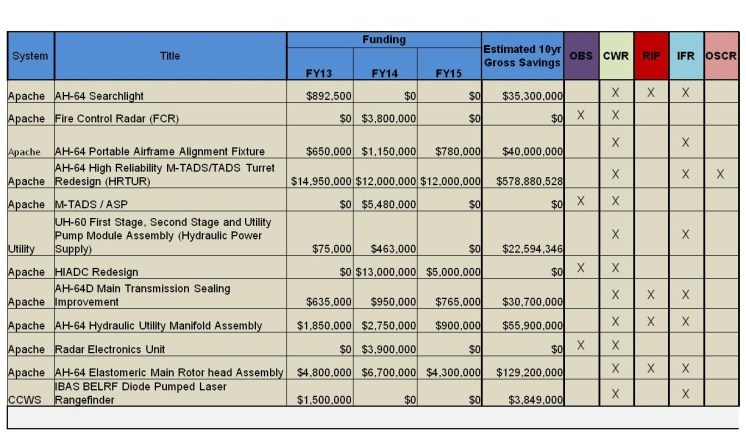 Funding
System Title FY13 FY14 FY15 Estimated 10yr Gross Savings OBS CWR RIP IFR OSCR
Apache AH-64 Searchlight $892,500 $0 $0 $35,300,000 X X X
Apache Fire Control Radar (FCR) $0 $3,800,000 $0 $0 X X
Apache AH-64 Portable Airframe Alignment Fixture $650,000 $1,150,000 $780,000 $40,000,000 X X
AH-64 High Reliability M-TADS/TADS Turret
Apache Redesign (HRTUR) $14,950,000 $12,000,000 $12,000,000 $578,880,528 X X X
Apache M-TADS / ASP $0 $5,480,000 $0 $0 X X
UH-60 First Stage, Second Stage and Utility
Pump Module Assembly (Hydraulic Power
Utility Supply) $75,000 $463,000 $0 $22,594,346 X X
Apache HIADC Redesign $0 $13,000,000 $5,000,000 $0 X X
AH-64D Main Transmission Sealing
Apache Improvement $635,000 $950,000 $765,000 $30,700,000 X X X
Apache AH-64 Hydraulic Utility Manifold Assembly $1,850,000 $2,750,000 $900,000 $55,900,000 X X X
Apache Radar Electronics Unit $0 $3,900,000 $0 $0 X X
Apache AH-64 Elastomeric Main Rotor head Assembly $4,800,000 $6,700,000 $4,300,000 $129,200,000 X X X
IBAS BELRF Diode Pumped Laser
CCWS Rangefinder $1,500,000 $0 $0 $3,849,000 X X